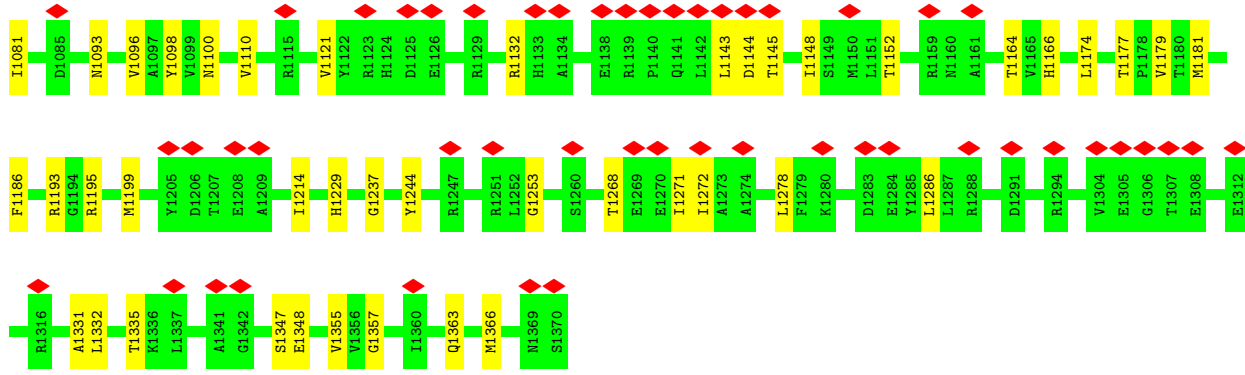 I1081 D1085 N1093 V1096 A1097 Y1098 V1099 N1100 V1110 R1115 V1121 Y1122 R1123 H1124 D1125 E1126 R1129 R1132 H1133 A1134 E1138 R1139 P1140 Q1141 L1142 L1143 D1144 T1145 I1148 S1149 M1150 L1151 T1152 R1159 N1160 A1161 T1164 V1165 H1166 L1174 T1177 P1178 V1179 T1180 M1181
F1186 R1193 G1194 R1195 M1199 Y1205 D1206 T1207 E1208 A1209 I1214 H1229 G1237 Y1244 R1247 R1251 L1252 G1253 S1260 T1268 E1269 E1270 I1271 I1272 A1273 A1274 L1278 F1279 K1280 D1283 E1284 Y1285 L1286 L1287 R1288 D1291 R1294 V1304 E1305 G1306 T1307 E1308 E1312
R1316 A1331 L1332 T1335 K1336 L1337 A1341 G1342 S1347 E1348 V1355 V1356 G1357 I1360 Q1363 M1366 N1369 S1370